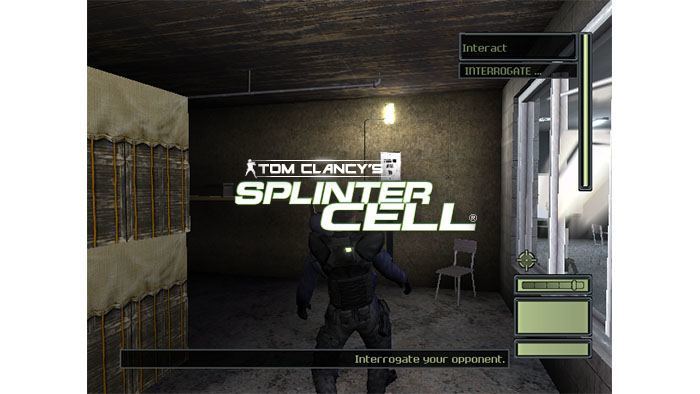 Interact
INTERROGATE ...
TOM CLANCY'S
SPLINTER
CELL®
Interrogate your opponent.